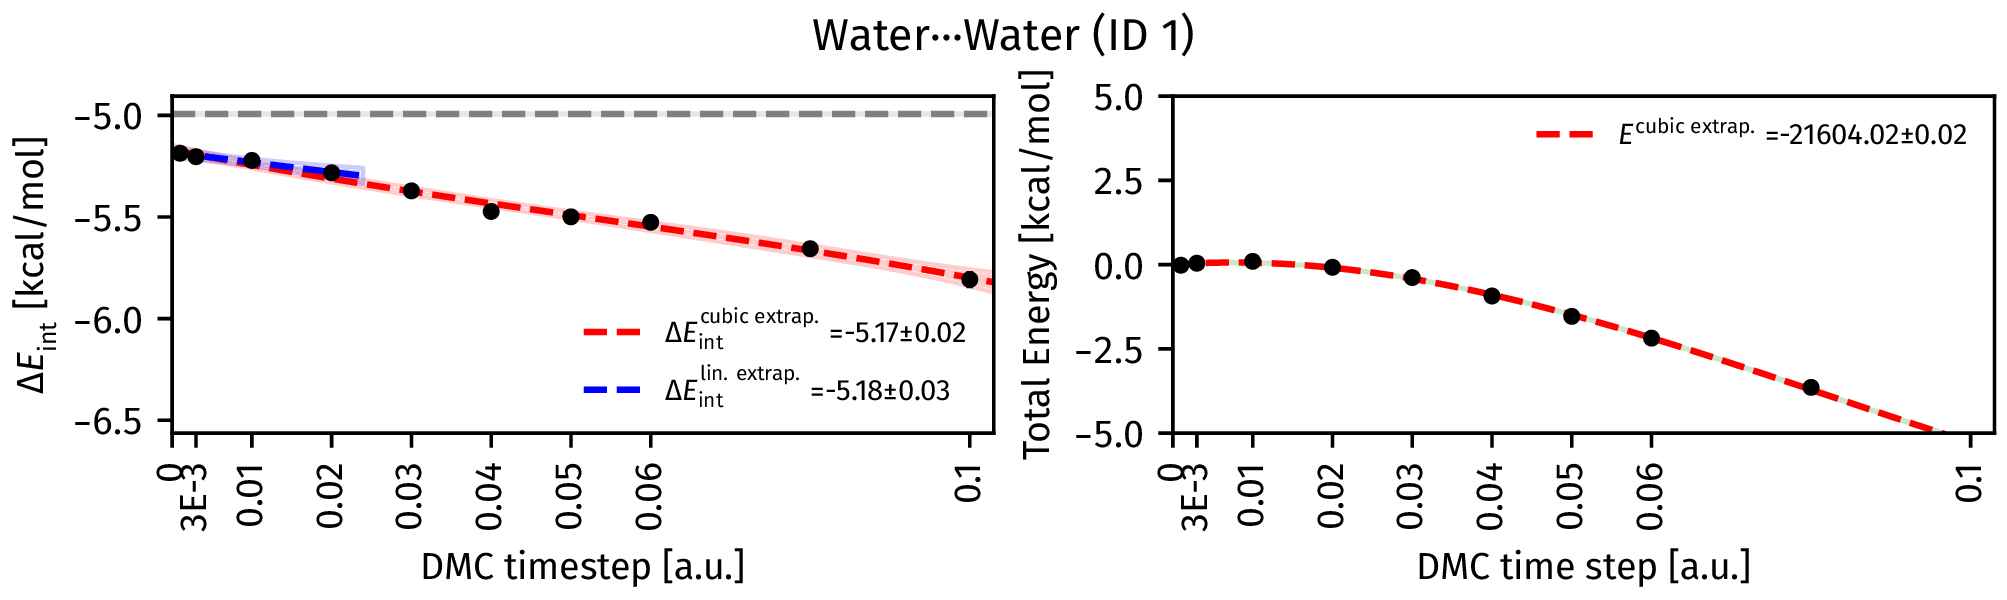 Water···Water (ID 1)
ΔE_int [kcal/mol]
−5.0
−5.5
−6.0
−6.5
ΔE_int^cubic extrap. =-5.17±0.02
ΔE_int^lin. extrap. =-5.18±0.03
0
3E-3
0.01
0.02
0.03
0.04
0.05
0.06
0.1
DMC timestep [a.u.]
Total Energy [kcal/mol]
5.0
2.5
0.0
−2.5
−5.0
E^cubic extrap. =-21604.02±0.02
0
3E-3
0.01
0.02
0.03
0.04
0.05
0.06
0.1
DMC time step [a.u.]